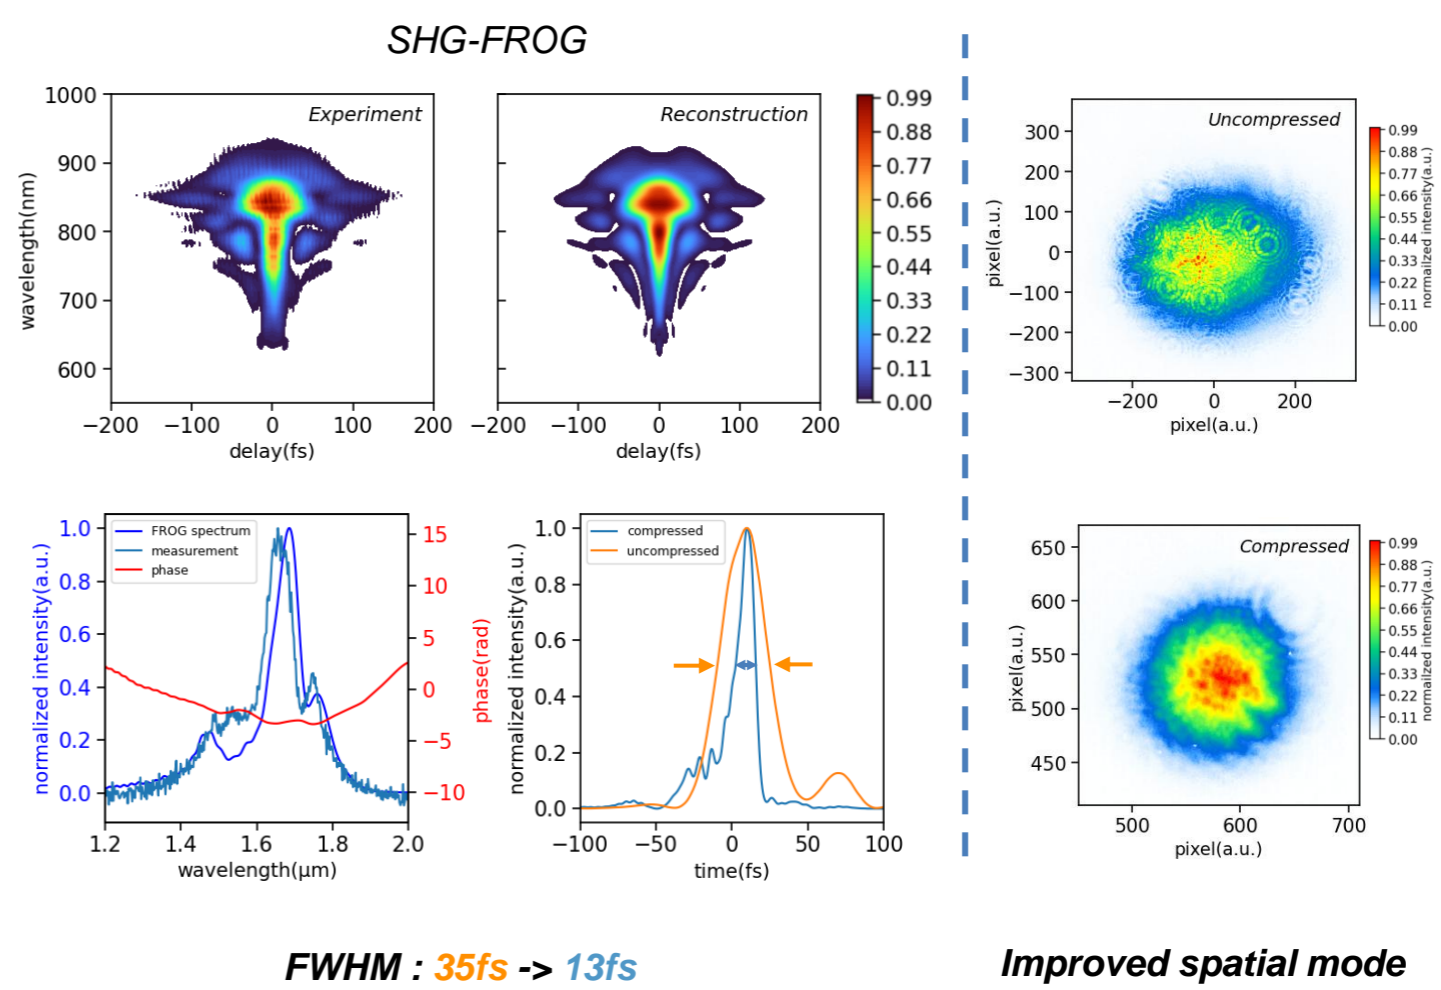 SHG-FROG
Experiment
Reconstruction
wavelength(nm)
1000
900
800
700
600
−200 −100 0 100 200
delay(fs)
−200 −100 0 100 200
delay(fs)
0.99
0.88
0.77
0.66
0.55
0.44
0.33
0.22
0.11
0.00
Uncompressed
pixel(a.u.)
300
200
100
0
−100
−200
−300
−200 0 200
pixel(a.u.)
0.99
0.88
0.77
0.66
0.55
0.44
0.33
0.22
0.11
0.00
normalized intensity(a.u.)
FROG spectrum
measurement
phase
normalized intensity(a.u.)
1.0
0.8
0.6
0.4
0.2
0.0
15
10
5
0
−5
−10
phase(rad)
1.2 1.4 1.6 1.8 2.0
wavelength(μm)
compressed
uncompressed
normalized intensity(a.u.)
1.0
0.8
0.6
0.4
0.2
0.0
−100 −50 0 50 100
time(fs)
Compressed
pixel(a.u.)
650
600
550
500
450
500 600 700
pixel(a.u.)
0.99
0.88
0.77
0.66
0.55
0.44
0.33
0.22
0.11
0.00
normailzed intensity(a.u.)
FWHM : 35fs -> 13fs
Improved spatial mode